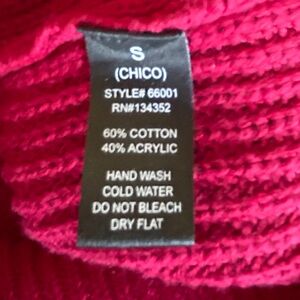 S
(CHICO)
STYLE# 66001
RN#134352
60% COTTON
40% ACRYLIC
HAND WASH
COLD WATER
DO NOT BLEACH
DRY FLAT